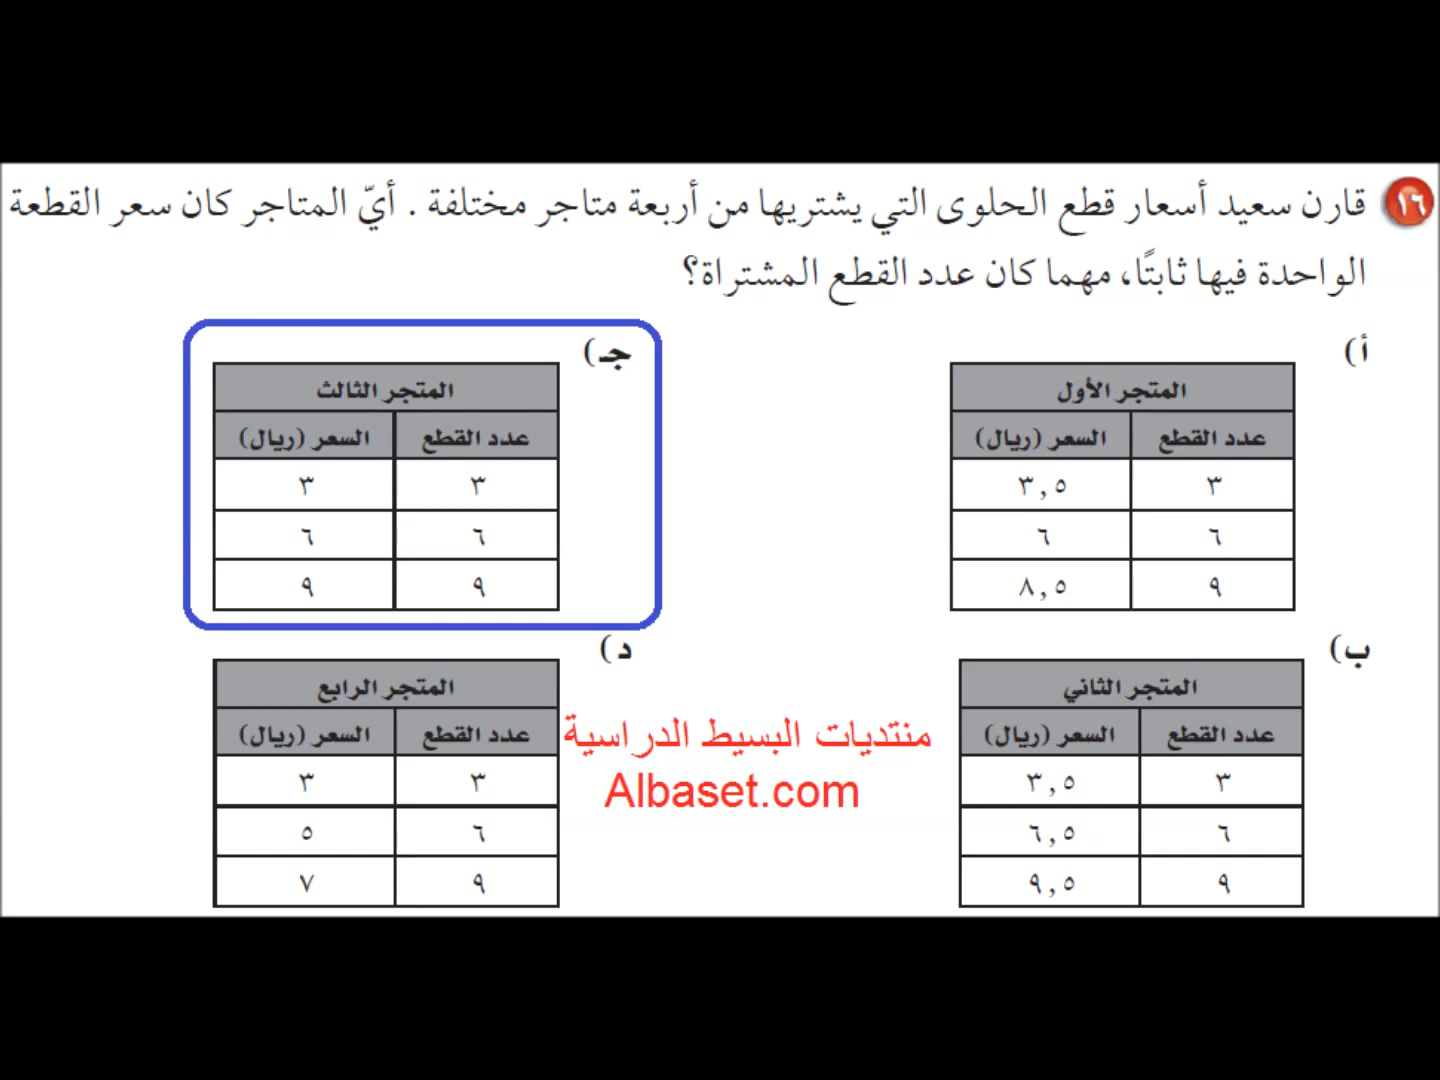 ١٦ قارن سعيد أسعار قطع الحلوى التي يشتريها من أربعة متاجر مختلفة . أيّ المتاجر كان سعر القطعة
الواحدة فيها ثابتًا، مهما كان عدد القطع المشتراة؟
أ)
المتجر الأول
عدد القطع السعر (ريال)
٣ ٣,٥
٦ ٦
٩ ٨,٥
ب)
المتجر الثاني
عدد القطع السعر (ريال)
٣ ٣,٥
٦ ٦,٥
٩ ٩,٥
جـ)
المتجر الثالث
عدد القطع السعر (ريال)
٣ ٣
٦ ٦
٩ ٩
د)
المتجر الرابع
عدد القطع السعر (ريال)
٣ ٣
٦ ٥
٩ ٧
منتديات البسيط الدراسية
Albaset.com